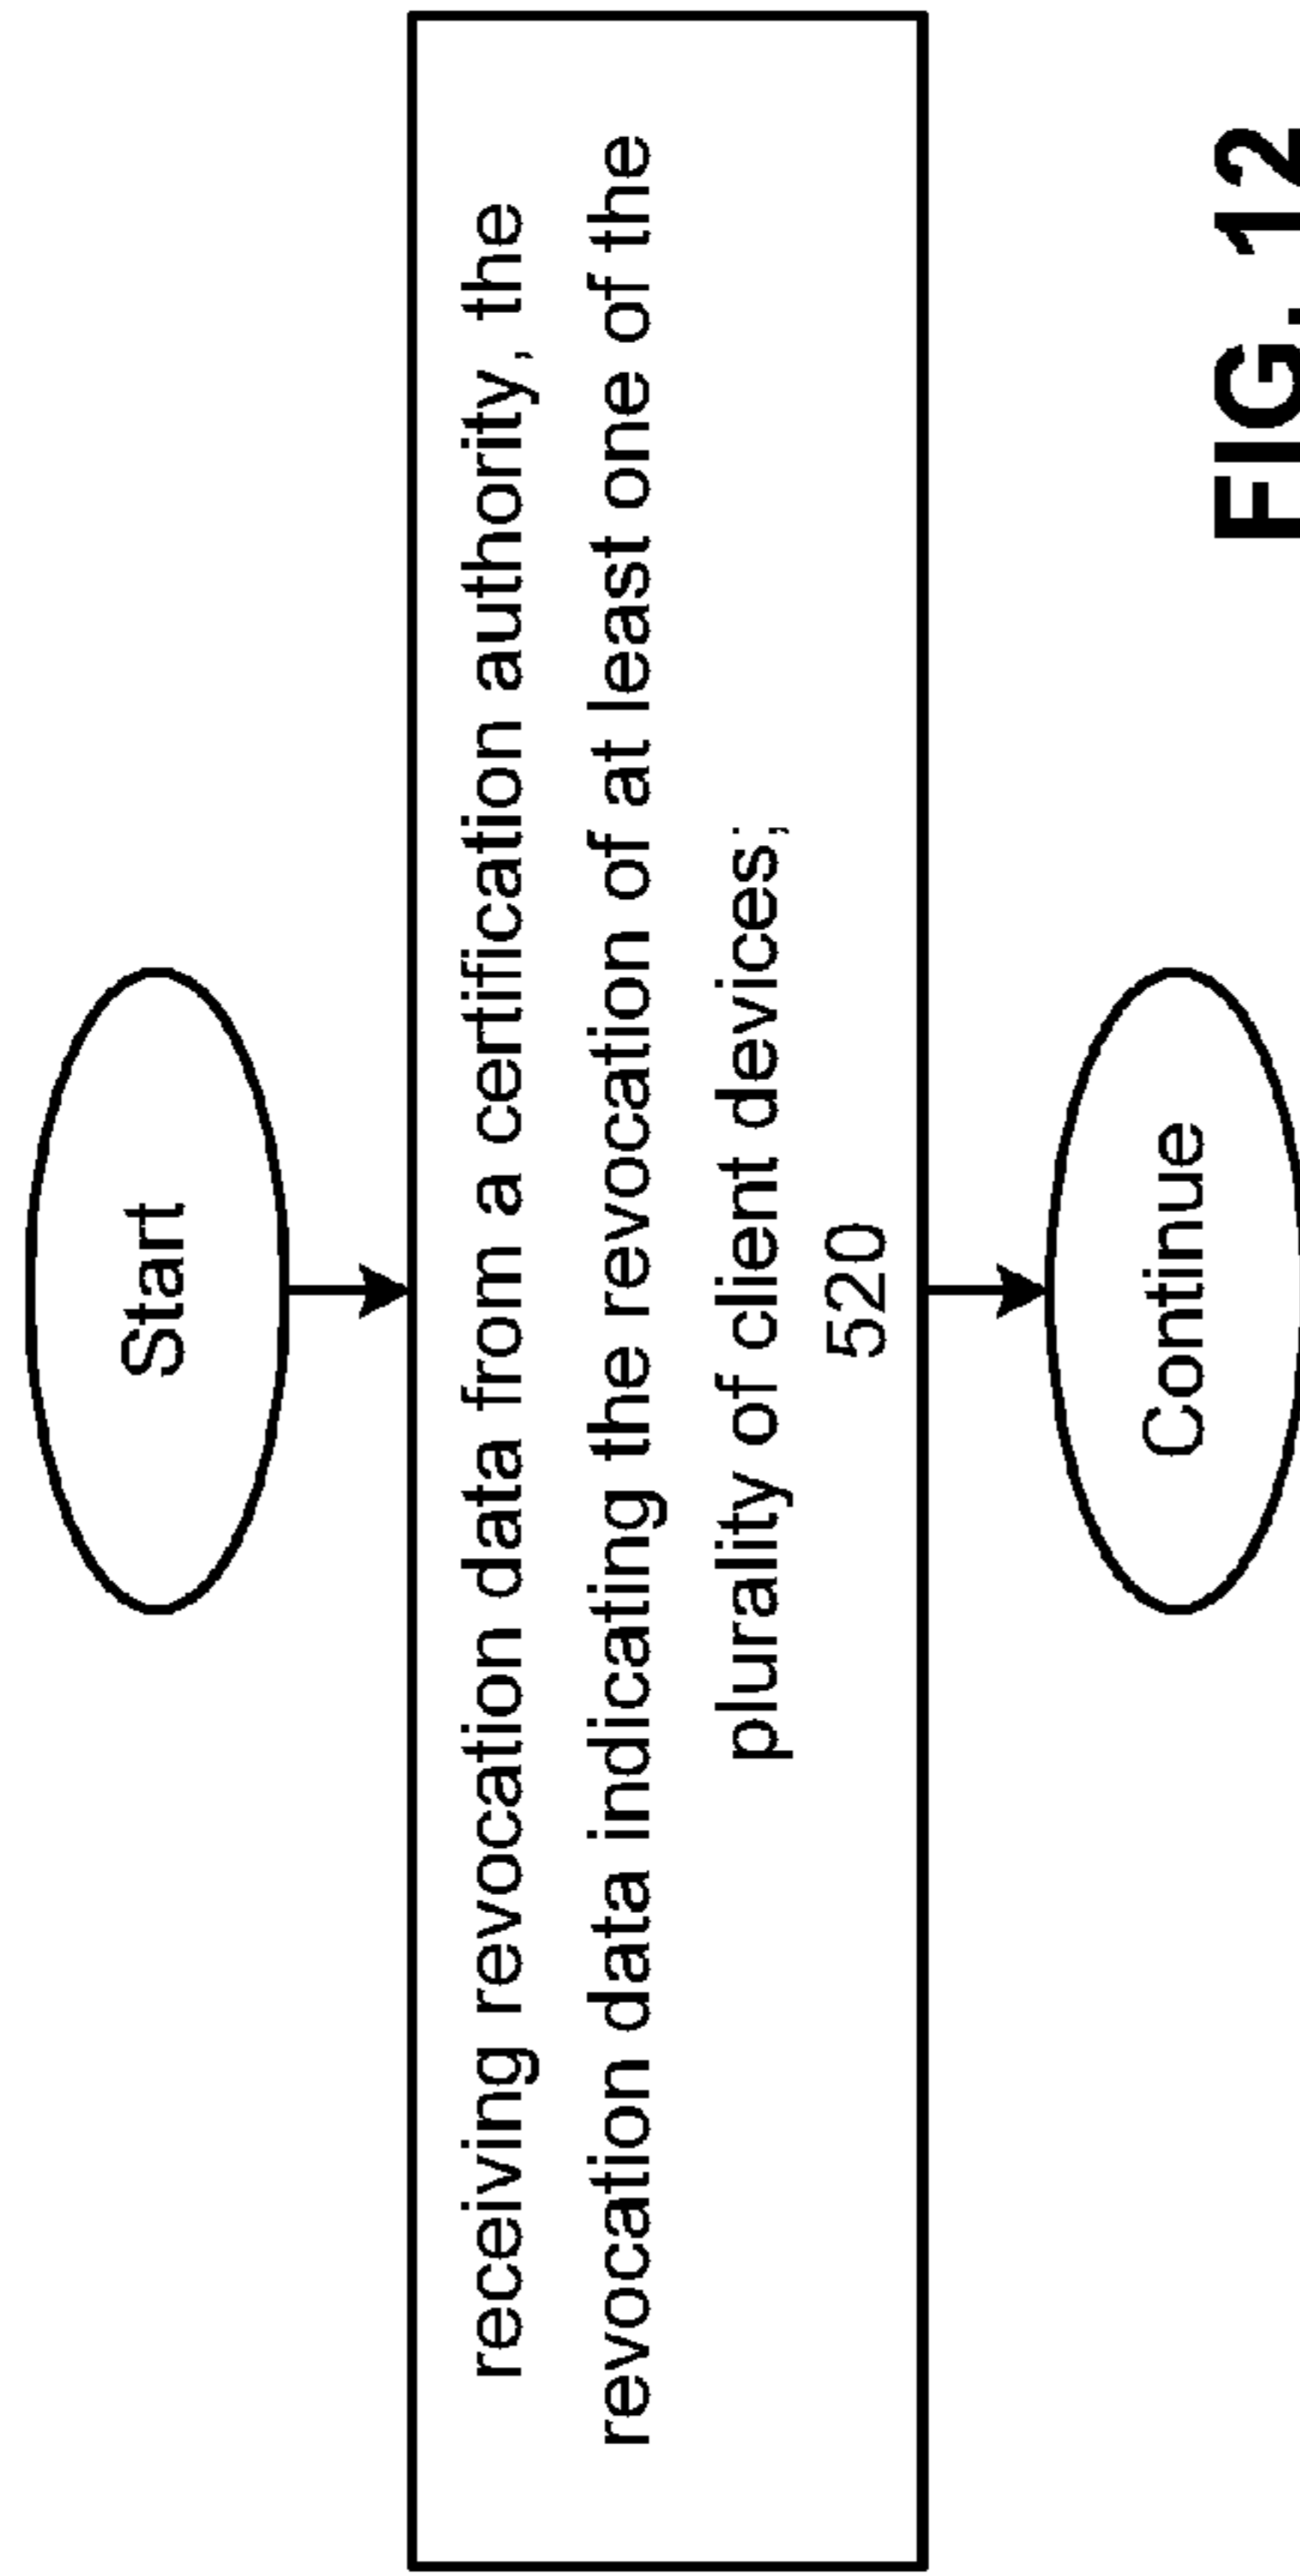 Start
receiving revocation data from a certification authority, the
revocation data indicating the revocation of at least one of the
plurality of client devices;
520
Continue
FIG. 12